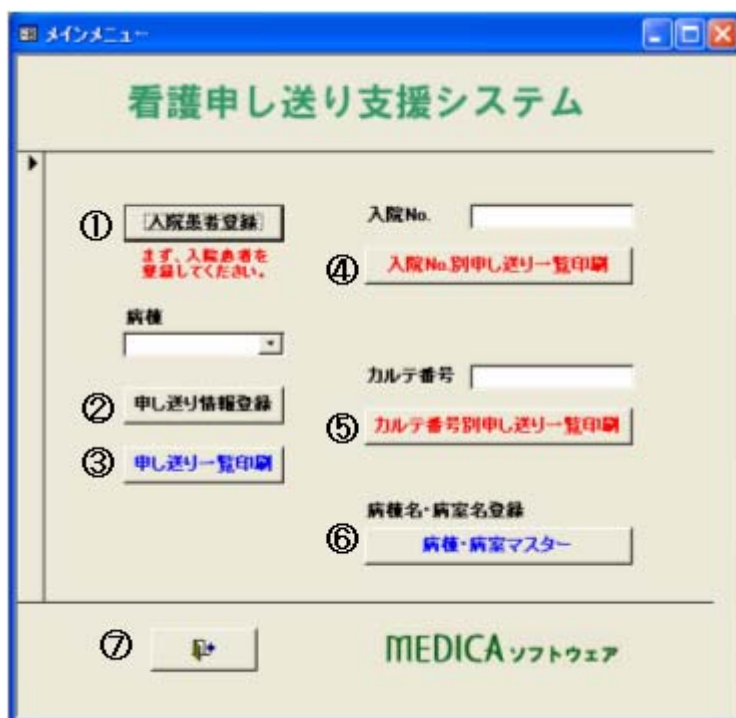 メインメニュー
看護申し送り支援システム
① 入院患者登録
まず、入院患者を
登録してください。
病棟
② 申し送り情報登録
③ 申し送り一覧印刷
入院No.
④ 入院No.別申し送り一覧印刷
カルテ番号
⑤ カルテ番号別申し送り一覧印刷
病棟名・病室名登録
⑥ 病棟・病室マスター
⑦
MEDICAソフトウェア